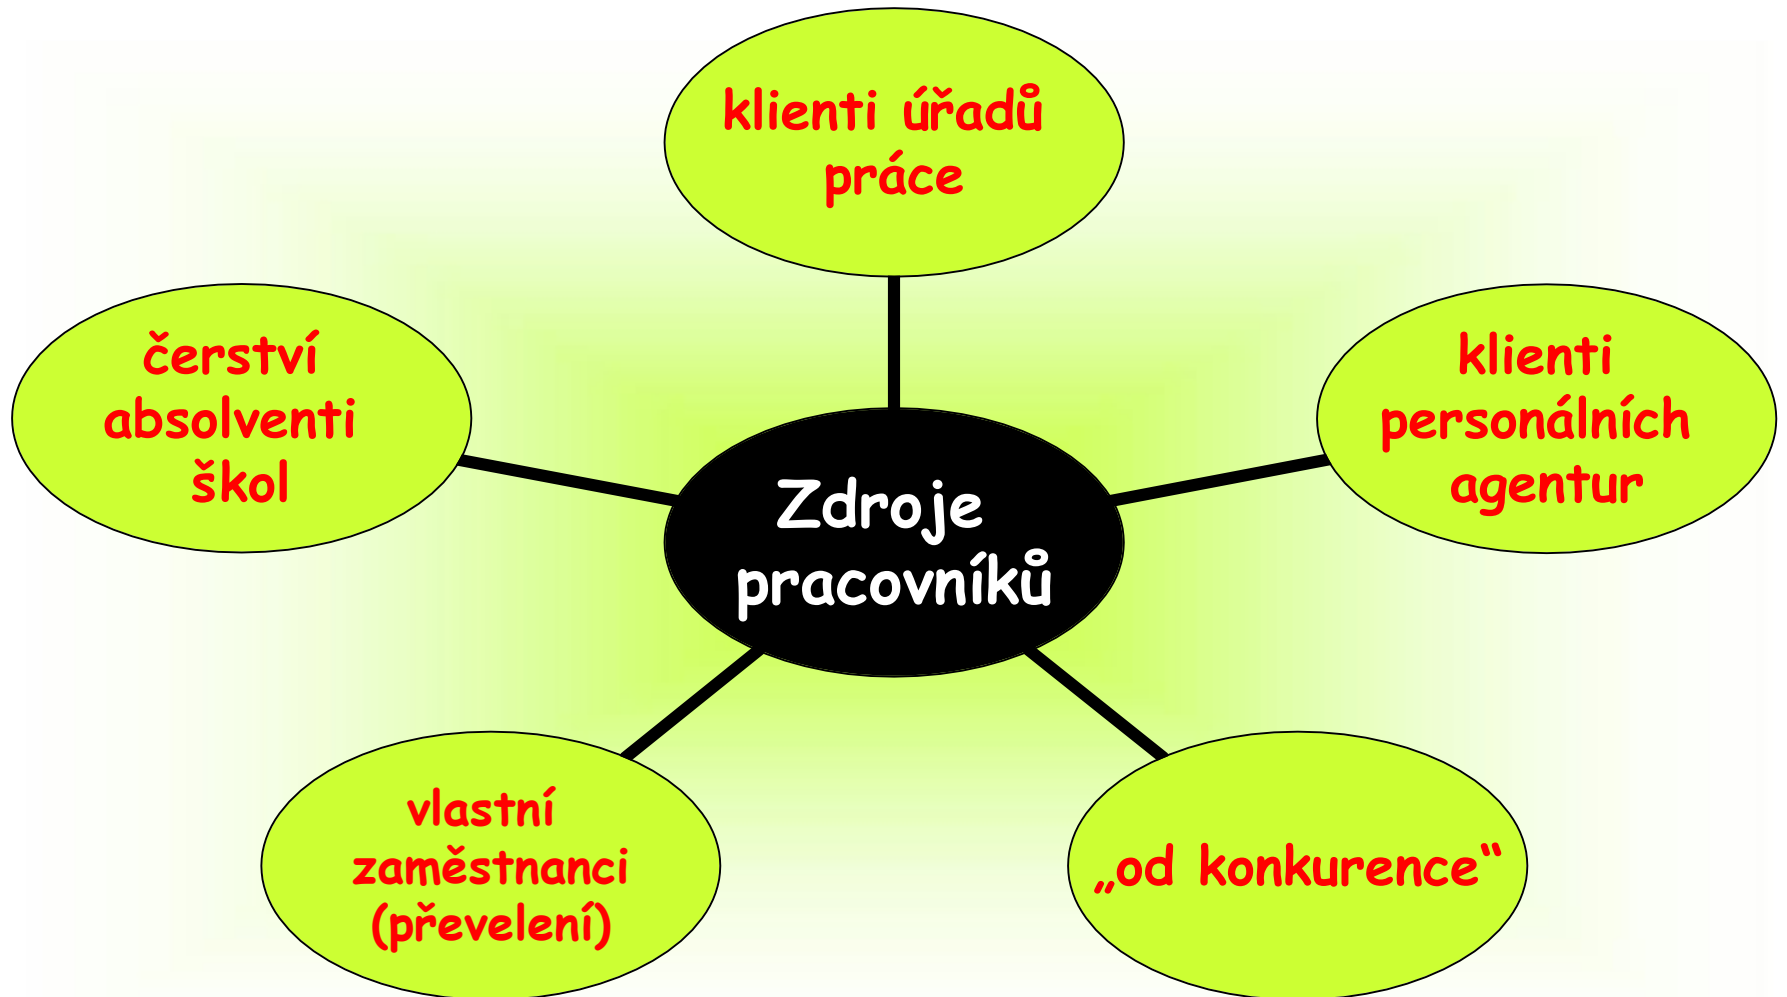 klienti úřadů
práce
čerství
absolventi
škol
klienti
personálních
agentur
Zdroje
pracovníků
vlastní
zaměstnanci
(převelení)
„od konkurence“